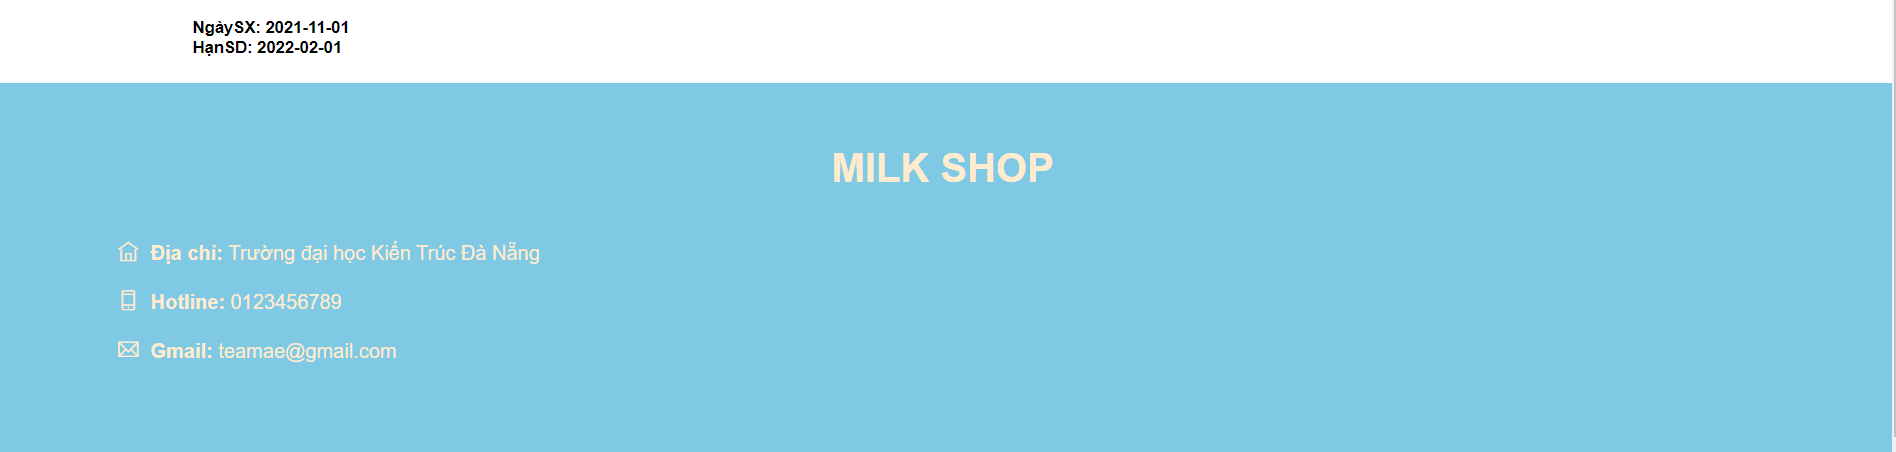 NgàySX: 2021-11-01
HạnSD: 2022-02-01
MILK SHOP
Địa chỉ: Trường đại học Kiến Trúc Đà Nẵng
Hotline: 0123456789
Gmail: teamae@gmail.com